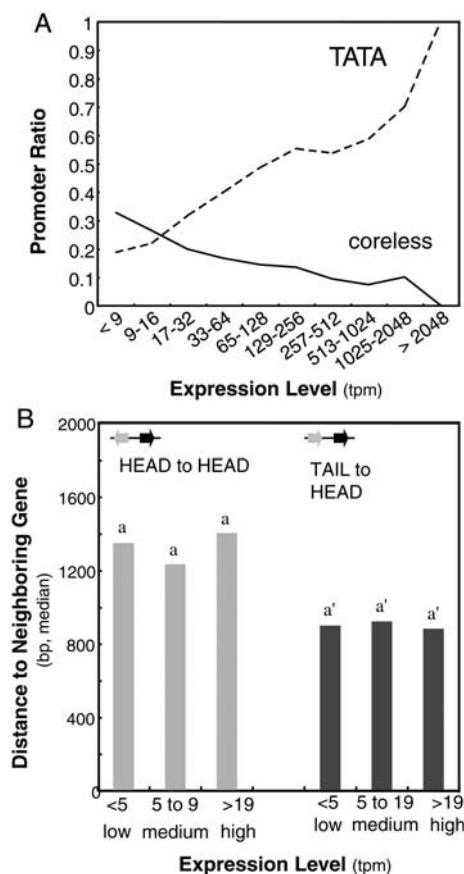 A
1
0.9
0.8
0.7
0.6
0.5
0.4
0.3
0.2
0.1
0
Promoter Ratio
TATA
coreless
< 9
9-16
17-32
33-64
65-128
129-256
257-512
513-1024
1025-2048
> 2048
Expression Level (tpm)
B
2000
1600
1200
800
400
0
Distance to Neighboring Gene
(bp, median)
HEAD to HEAD
TAIL to
HEAD
a
a
a
a'
a'
a'
<5 5 to 9 >19
low medium high
<5 5 to 19 >19
low medium high
Expression Level (tpm)